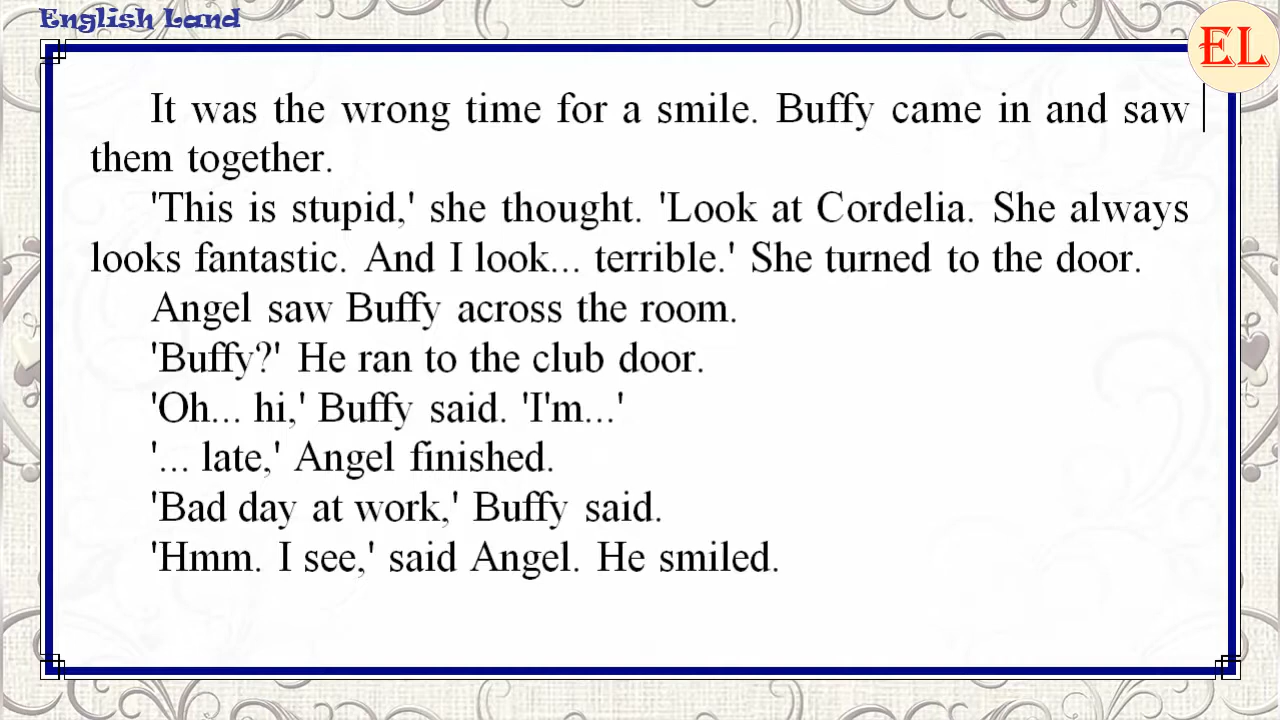 English Land
EL
It was the wrong time for a smile. Buffy came in and saw
them together.
'This is stupid,' she thought. 'Look at Cordelia. She always
looks fantastic. And I look... terrible.' She turned to the door.
Angel saw Buffy across the room.
'Buffy?' He ran to the club door.
'Oh... hi,' Buffy said. 'I'm...'
'... late,' Angel finished.
'Bad day at work,' Buffy said.
'Hmm. I see,' said Angel. He smiled.